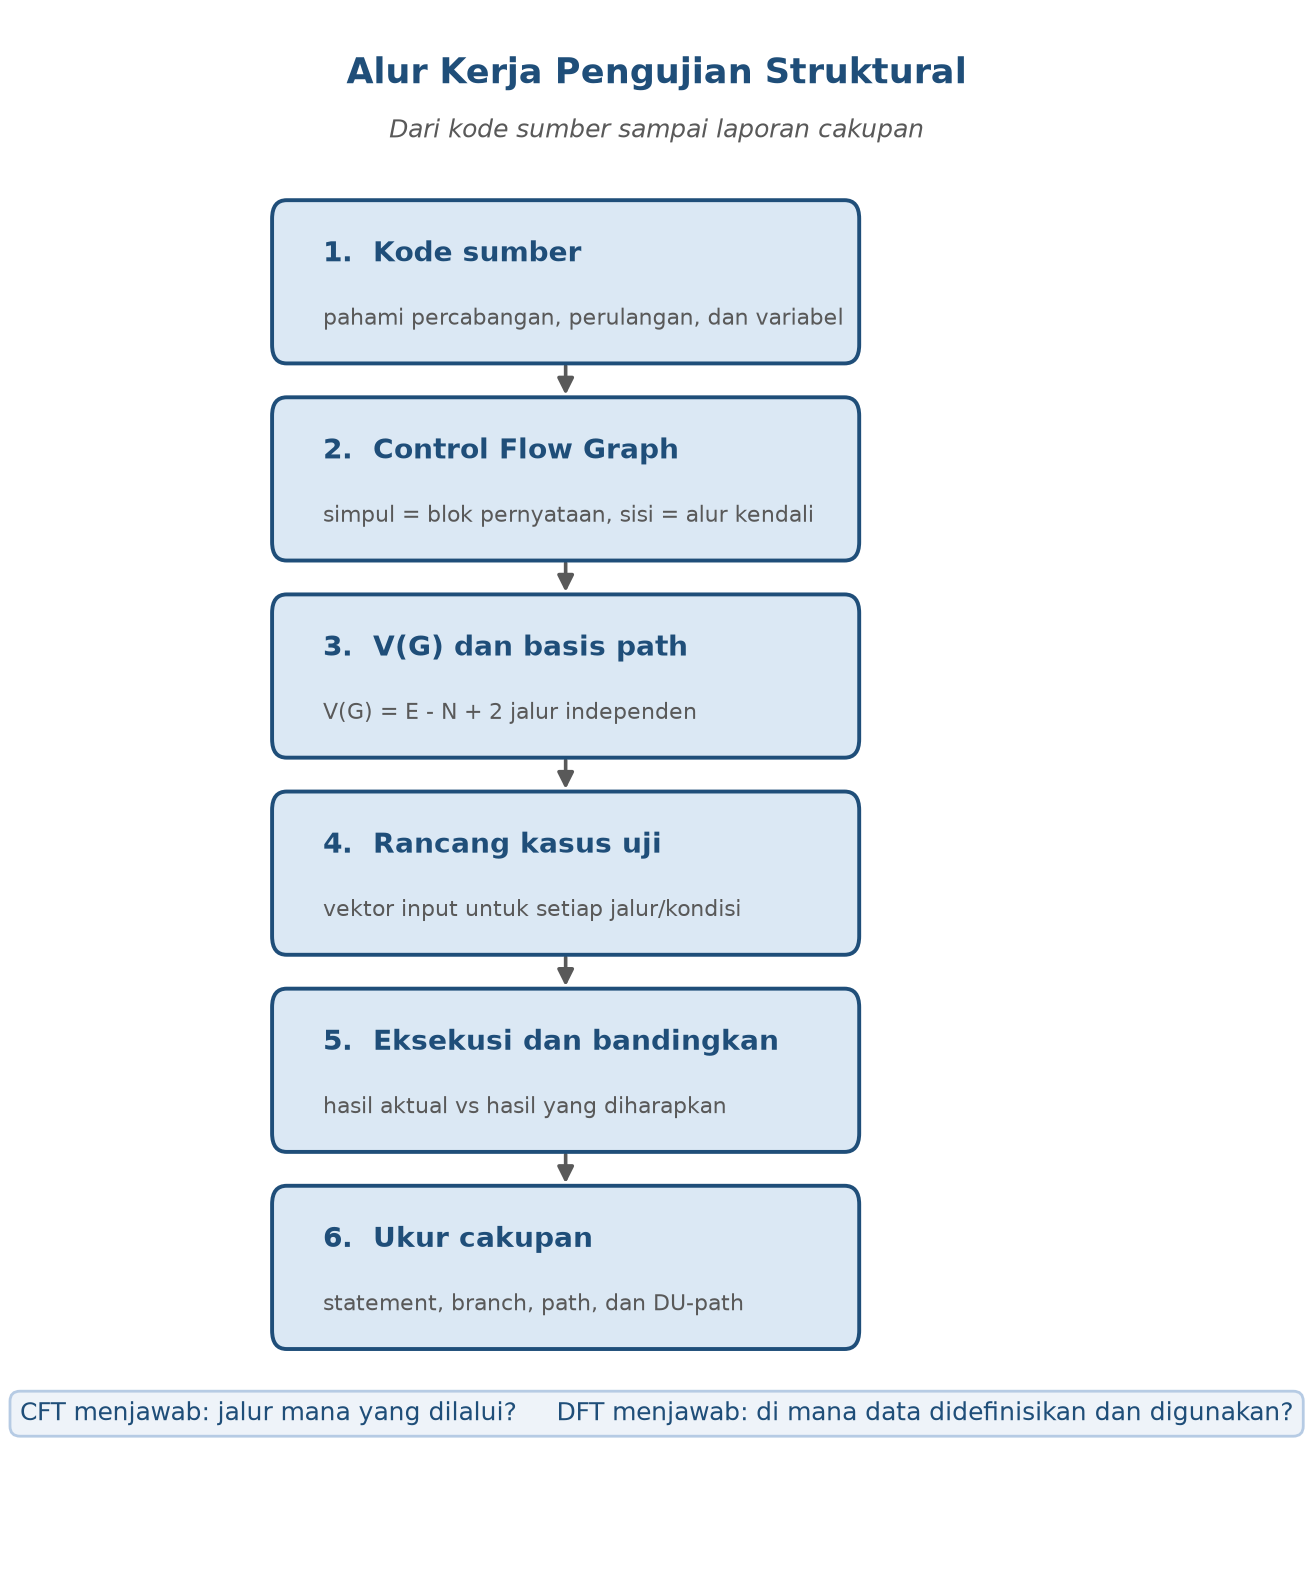 Alur Kerja Pengujian Struktural
Dari kode sumber sampai laporan cakupan
1. Kode sumber
pahami percabangan, perulangan, dan variabel
2. Control Flow Graph
simpul = blok pernyataan, sisi = alur kendali
3. V(G) dan basis path
V(G) = E - N + 2 jalur independen
4. Rancang kasus uji
vektor input untuk setiap jalur/kondisi
5. Eksekusi dan bandingkan
hasil aktual vs hasil yang diharapkan
6. Ukur cakupan
statement, branch, path, dan DU-path
CFT menjawab: jalur mana yang dilalui? DFT menjawab: di mana data didefinisikan dan digunakan?